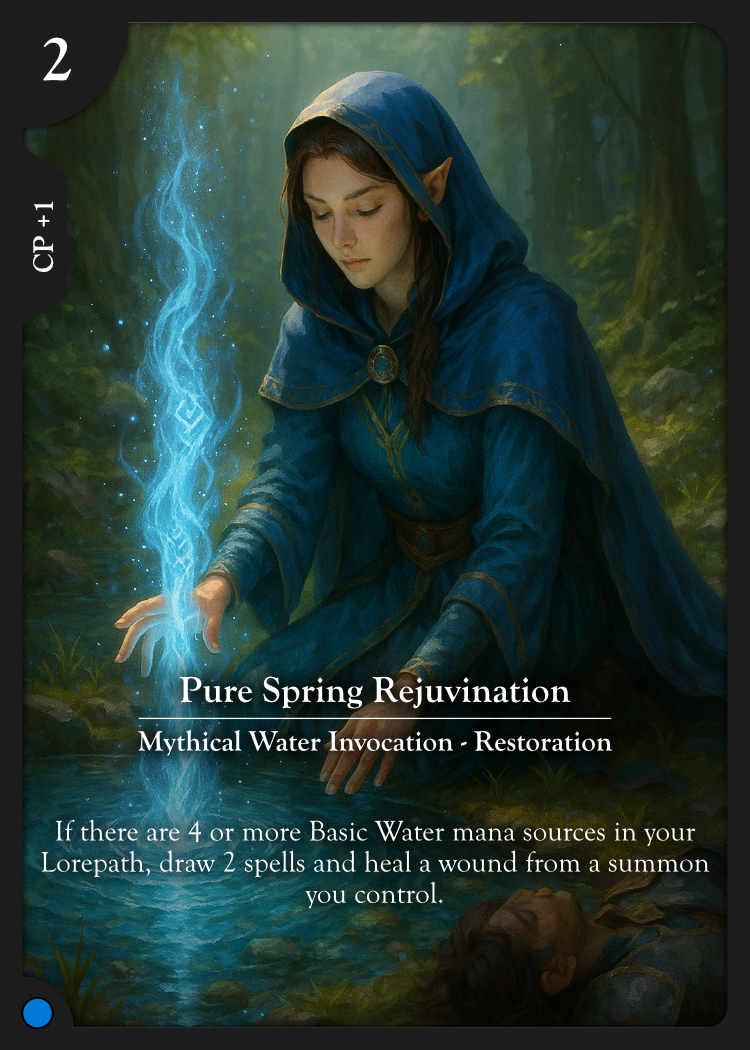 2
CP +1
Pure Spring Rejuvination
Mythical Water Invocation - Restoration
If there are 4 or more Basic Water mana sources in your
Lorepath, draw 2 spells and heal a wound from a summon
you control.